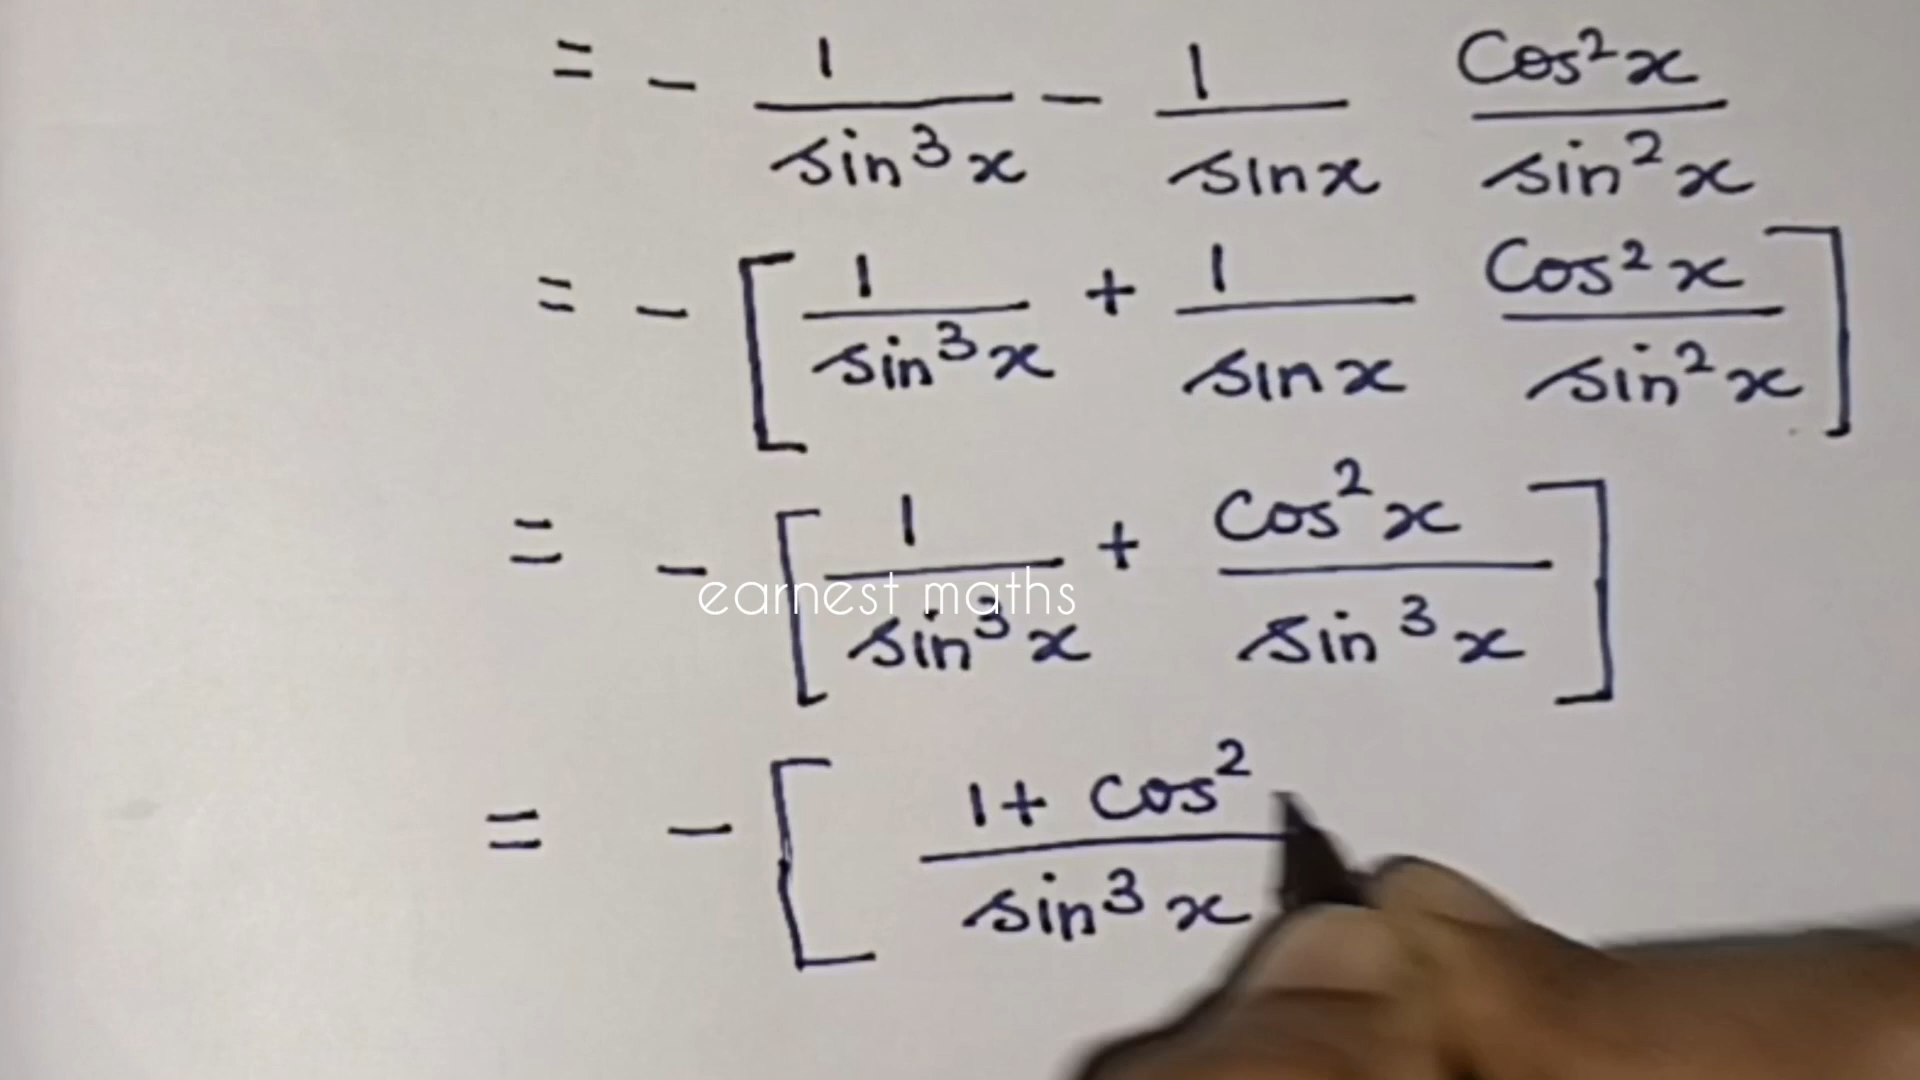 = - 1/sin³x - 1/sinx cos²x/sin²x
= - [ 1/sin³x + 1/sinx cos²x/sin²x ]
= - [ 1/sin³x + cos²x/sin³x ]
earnest maths
= - [ 1 + cos²/sin³x